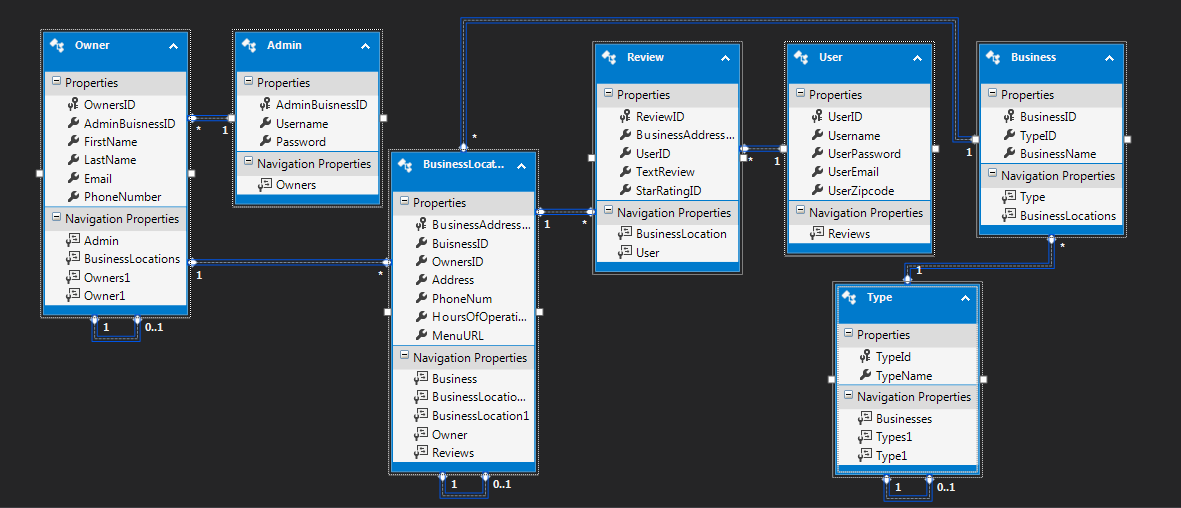 Owner
Properties
OwnersID
AdminBuisnessID
FirstName
LastName
Email
PhoneNumber
Navigation Properties
Admin
BusinessLocations
Owners1
Owner1
1
0..1
*
1
1
*
Admin
Properties
AdminBuisnessID
Username
Password
Navigation Properties
Owners
BusinessLocat...
Properties
BusinessAddress...
BuisnessID
OwnersID
Address
PhoneNum
HoursOfOperati...
MenuURL
Navigation Properties
Business
BusinessLocatio...
BusinessLocation1
Owner
Reviews
1
0..1
*
1
1
*
Review
Properties
ReviewID
BusinessAddress...
UserID
TextReview
StarRatingID
Navigation Properties
BusinessLocation
User
*
1
User
Properties
UserID
Username
UserPassword
UserEmail
UserZipcode
Navigation Properties
Reviews
Business
Properties
BusinessID
TypeID
BusinessName
Navigation Properties
Type
BusinessLocations
*
1
Type
Properties
TypeId
TypeName
Navigation Properties
Businesses
Types1
Type1
1
0..1